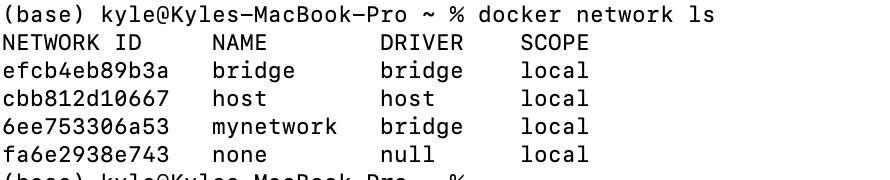 (base) kyle@Kyles-MacBook-Pro ~ % docker network ls
NETWORK ID     NAME        DRIVER    SCOPE
efcb4eb89b3a   bridge      bridge    local
cbb812d10667   host        host      local
6ee753306a53   mynetwork   bridge    local
fa6e2938e743   none        null      local
(base) kyle@Kyles-MacBook-Pro ~ %